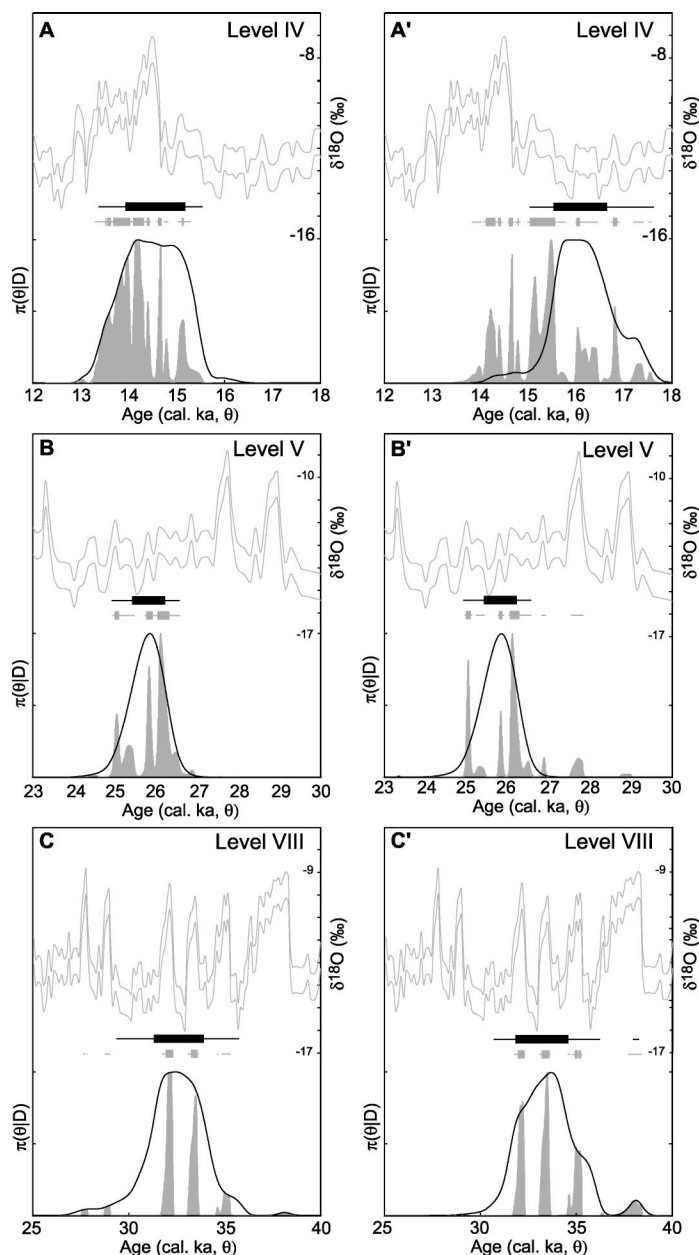 A Level IV
-8
δ18O (‰)
-16
π(θ|D)
12 13 14 15 16 17 18
Age (cal. ka, θ)
A' Level IV
-8
δ18O (‰)
-16
12 13 14 15 16 17 18
Age (cal. ka, θ)
B Level V
-10
δ18O (‰)
-17
π(θ|D)
23 24 25 26 27 28 29 30
Age (cal. ka, θ)
B' Level V
-10
δ18O (‰)
-17
23 24 25 26 27 28 29 30
Age (cal. ka, θ)
C Level VIII
-9
δ18O (‰)
-17
π(θ|D)
25 30 35 40
Age (cal. ka, θ)
C' Level VIII
-9
δ18O (‰)
-17
25 30 35 40
Age (cal. ka, θ)